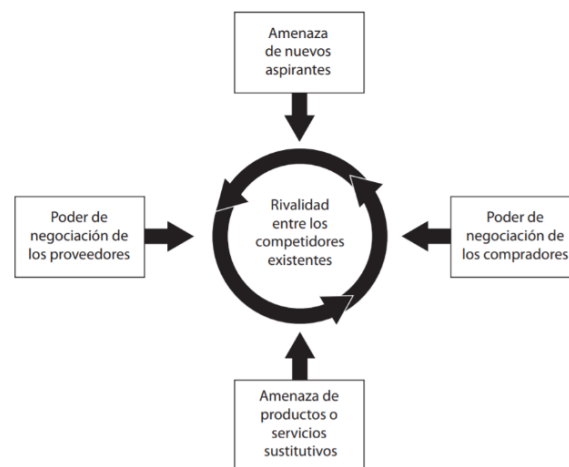 Amenaza
de nuevos
aspirantes
Poder de
negociación de
los proveedores
Rivalidad
entre los
competidores
existentes
Poder de
negociación de
los compradores
Amenaza de
productos o
servicios
sustitutivos